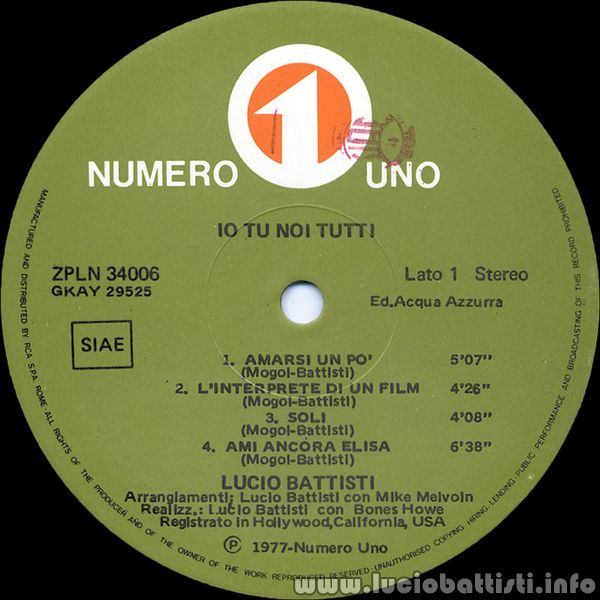 NUMERO 1 UNO
IO TU NOI TUTTI
ZPLN 34006
GKAY 29525
Lato 1 Stereo
Ed,Acqua Azzurra
SIAE
1. AMARSI UN PO' 5'07"
(Mogol-Battisti)
2. L'INTERPRETE DI UN FILM 4'26"
(Mogol-Battisti)
3. SOLI 4'08"
(Mogol-Battisti)
4. AMI ANCORA ELISA 6'38"
(Mogol-Battisti)
LUCIO BATTISTI
Arrangiamenti: Lucio Battisti con Mike Melvoin
Realizz.: Lucio Battisti con Bones Howe
Registrato in Hollywood,California, USA
Ⓟ 1977-Numero Uno
MANUFACTURED AND DISTRIBUTED BY RCA S.P.A. ROME-ALL RIGHTS OF THE PRODUCER AND OF THE OWNER OF THE WORK REPRODUCED RESERVED-UNAUTHORISED COPYING-HIRING-LENDING-PUBLIC PERFORMANCE AND BROADCASTING OF THIS RECORD PROHIBITED
www.luciobattisti.info